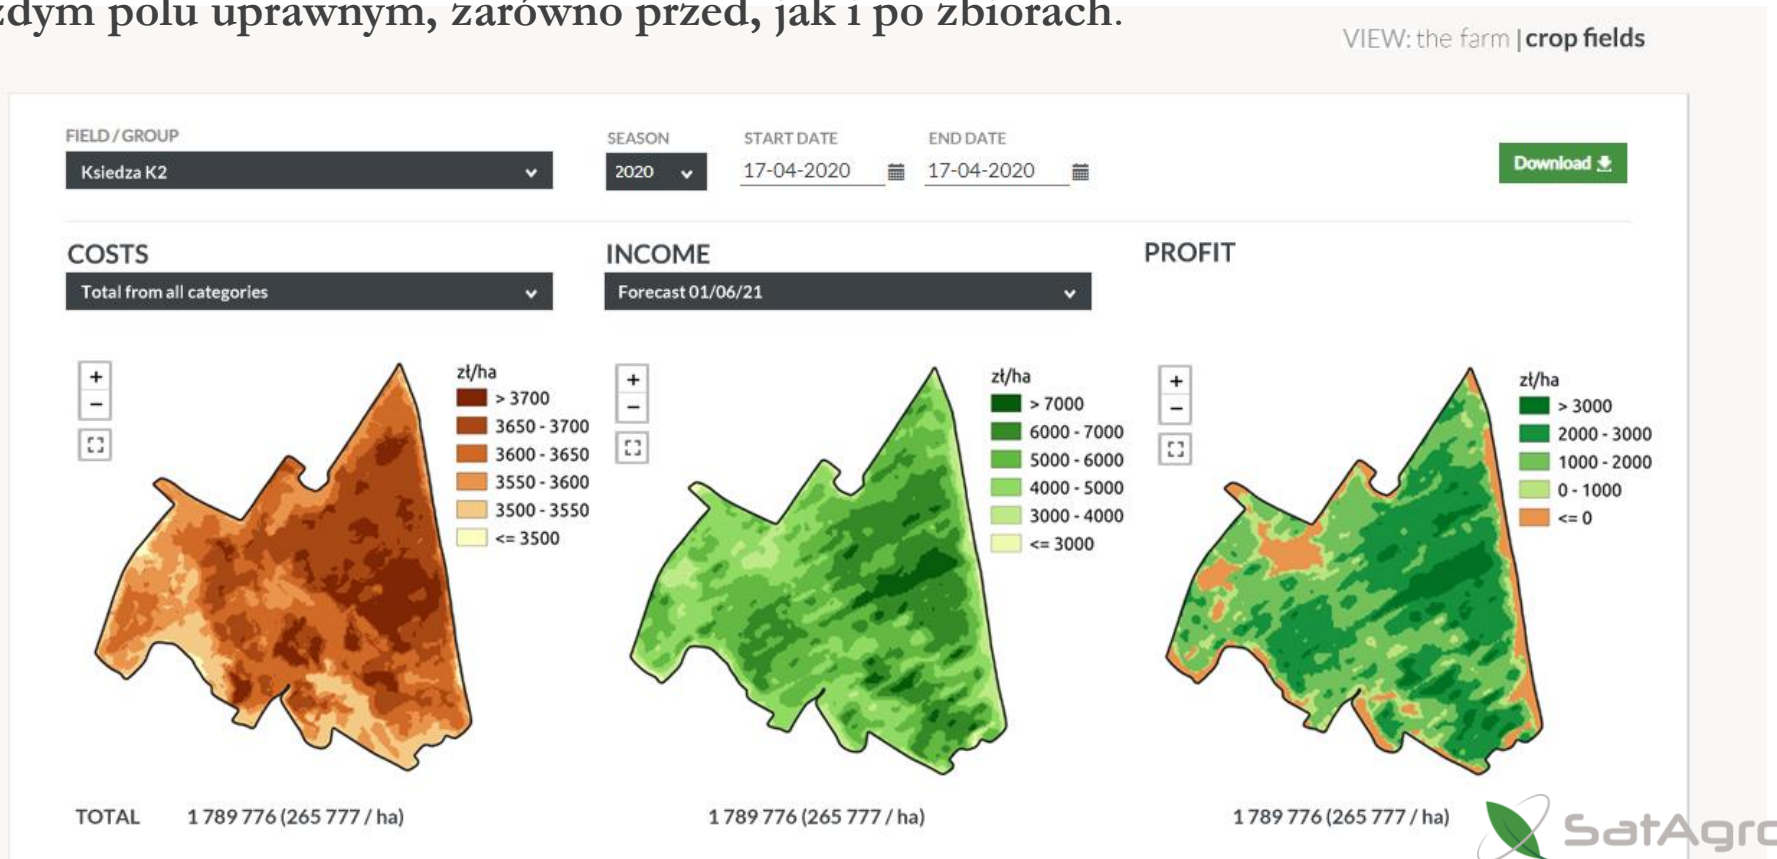 żdym polu uprawnym, zarówno przed, jak i po zbiorach.
VIEW: the farm | crop fields
FIELD / GROUP
Ksiedza K2
SEASON
2020
START DATE
17-04-2020
END DATE
17-04-2020
Download
COSTS
Total from all categories
INCOME
Forecast 01/06/21
PROFIT
+
−
zł/ha
> 3700
3650 - 3700
3600 - 3650
3550 - 3600
3500 - 3550
<= 3500
+
−
zł/ha
> 7000
6000 - 7000
5000 - 6000
4000 - 5000
3000 - 4000
<= 3000
+
−
zł/ha
> 3000
2000 - 3000
1000 - 2000
0 - 1000
<= 0
TOTAL 1 789 776 (265 777 / ha)
1 789 776 (265 777 / ha)
1 789 776 (265 777 / ha)
SatAgro